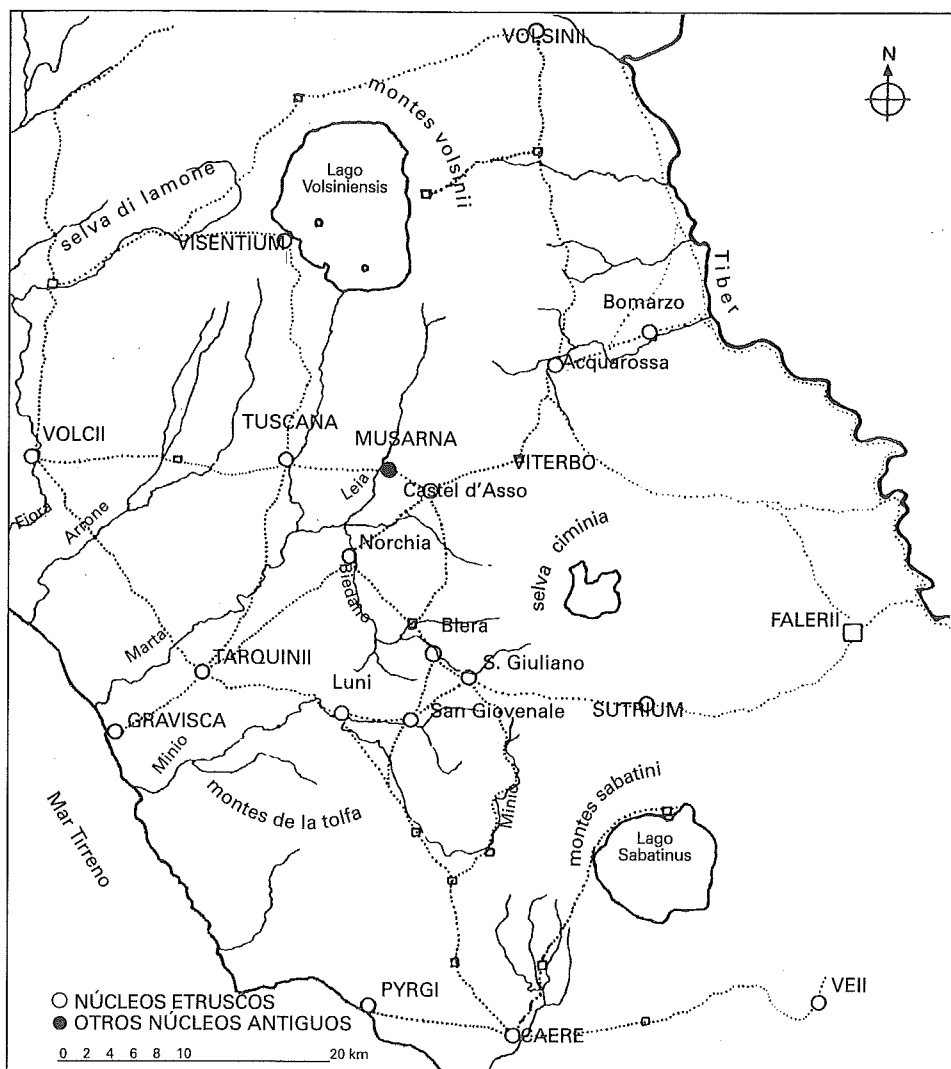 VOLSINII
N
montes volsinii
Lago
Volsiniensis
selva di lamone
VISENTIUM
Tiber
Bomarzo
Acquarossa
TUSCANA
MUSARNA
VOLCII
VITERBO
Leia
Castel d'Asso
Fiora
Arrone
Norchia
selva ciminia
Biedano
Blera
FALERII
Marta
TARQUINII
S. Giuliano
Luni
GRAVISCA
San Giovenale
SUTRIUM
Minio
montes de la tolfa
Minio
montes sabatini
Mar Tirreno
Lago
Sabatinus
PYRGI
VEII
CAERE
NÚCLEOS ETRUSCOS
OTROS NÚCLEOS ANTIGUOS
0 2 4 6 8 10 20 km